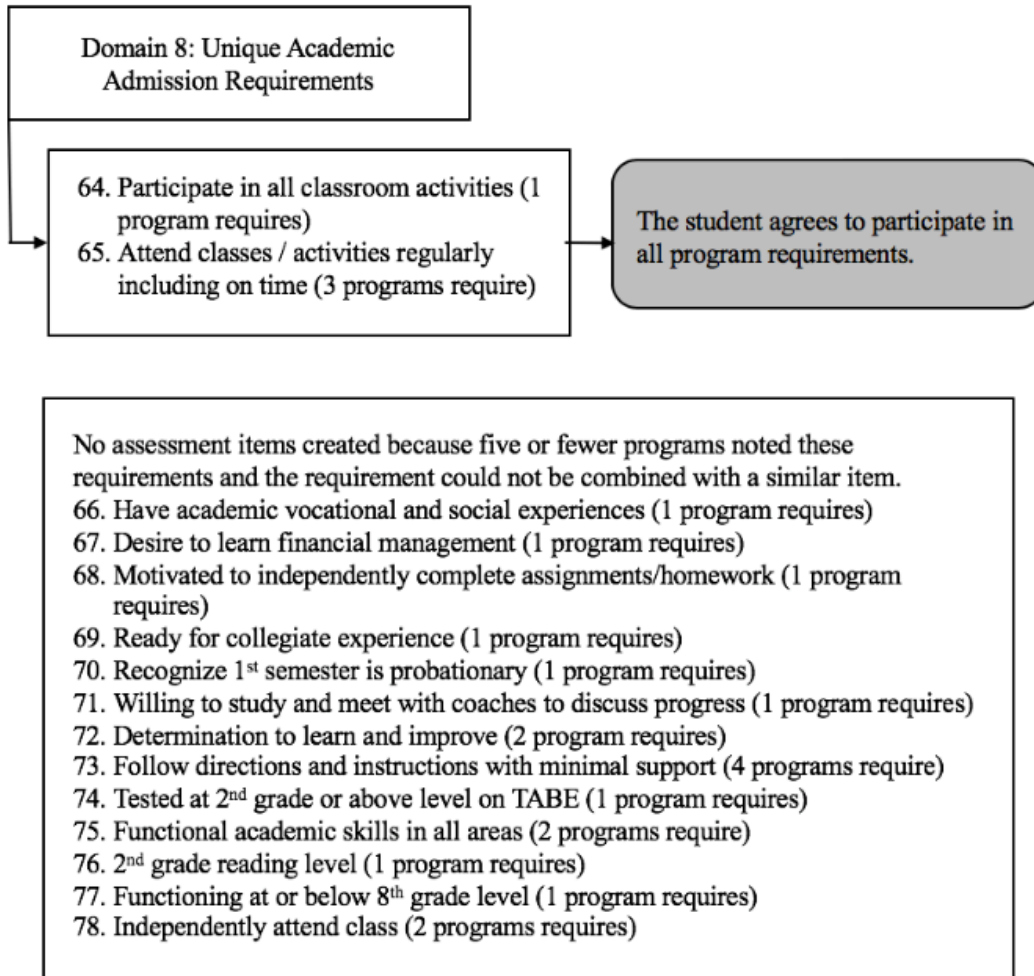 Domain 8: Unique Academic
Admission Requirements
64. Participate in all classroom activities (1
program requires)
65. Attend classes / activities regularly
including on time (3 programs require)
The student agrees to participate in
all program requirements.
No assessment items created because five or fewer programs noted these
requirements and the requirement could not be combined with a similar item.
66. Have academic vocational and social experiences (1 program requires)
67. Desire to learn financial management (1 program requires)
68. Motivated to independently complete assignments/homework (1 program
requires)
69. Ready for collegiate experience (1 program requires)
70. Recognize 1st semester is probationary (1 program requires)
71. Willing to study and meet with coaches to discuss progress (1 program requires)
72. Determination to learn and improve (2 program requires)
73. Follow directions and instructions with minimal support (4 programs require)
74. Tested at 2nd grade or above level on TABE (1 program requires)
75. Functional academic skills in all areas (2 programs require)
76. 2nd grade reading level (1 program requires)
77. Functioning at or below 8th grade level (1 program requires)
78. Independently attend class (2 programs requires)